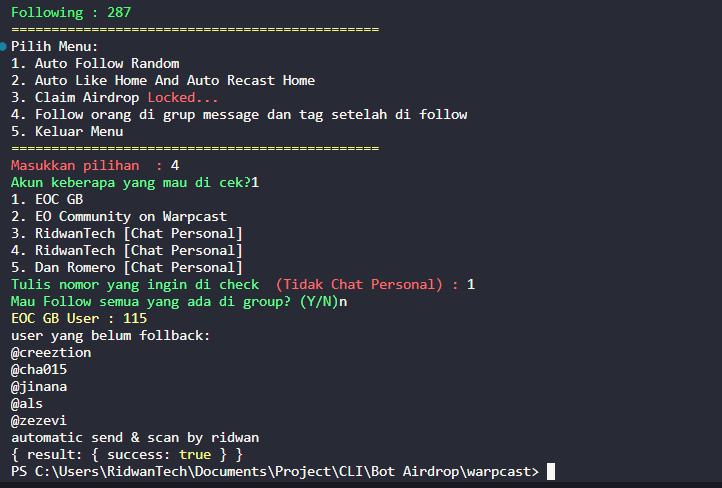 Following : 287
==============================================
Pilih Menu:
1. Auto Follow Random
2. Auto Like Home And Auto Recast Home
3. Claim Airdrop Locked...
4. Follow orang di grup message dan tag setelah di follow
5. Keluar Menu
==============================================
Masukkan pilihan  : 4
Akun keberapa yang mau di cek?1
1. EOC GB
2. EO Community on Warpcast
3. RidwanTech [Chat Personal]
4. RidwanTech [Chat Personal]
5. Dan Romero [Chat Personal]
Tulis nomor yang ingin di check  (Tidak Chat Personal) : 1
Mau Follow semua yang ada di group? (Y/N)n
EOC GB User : 115
user yang belum follback:
@creeztion
@cha015
@jinana
@als
@zezevi
automatic send & scan by ridwan
{ result: { success: true } }
PS C:\Users\RidwanTech\Documents\Project\CLI\Bot Airdrop\warpcast>